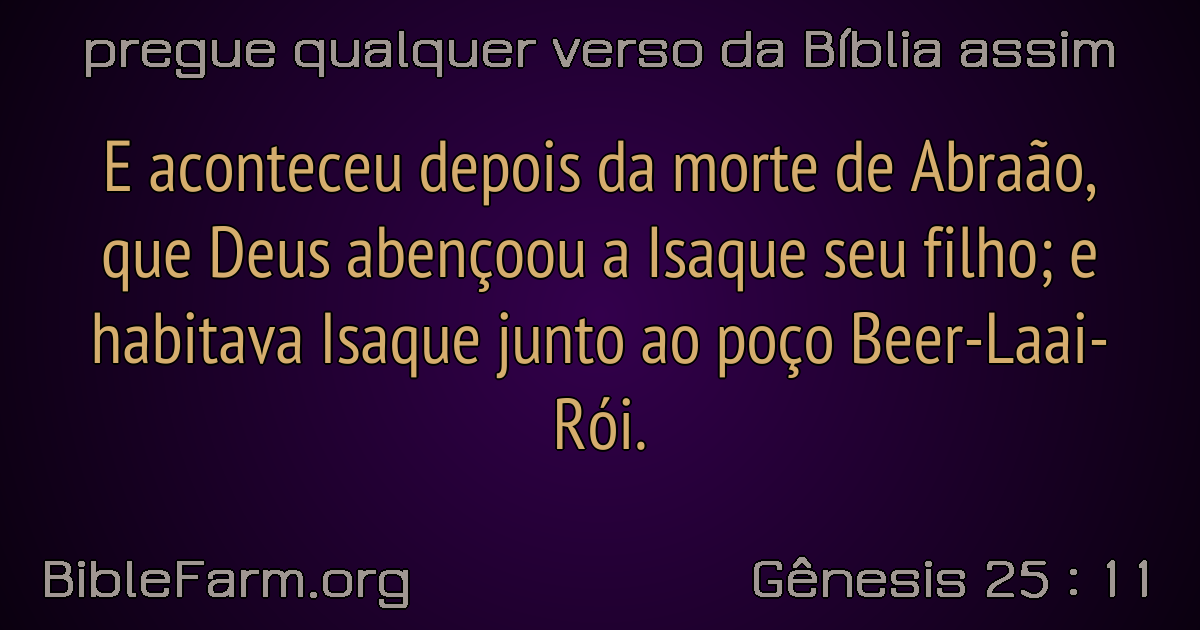 pregue qualquer verso da Bíblia assim
E aconteceu depois da morte de Abraão,
que Deus abençoou a Isaque seu filho; e
habitava Isaque junto ao poço Beer-Laai-
Rói.
BibleFarm.org
Gênesis 25 : 11